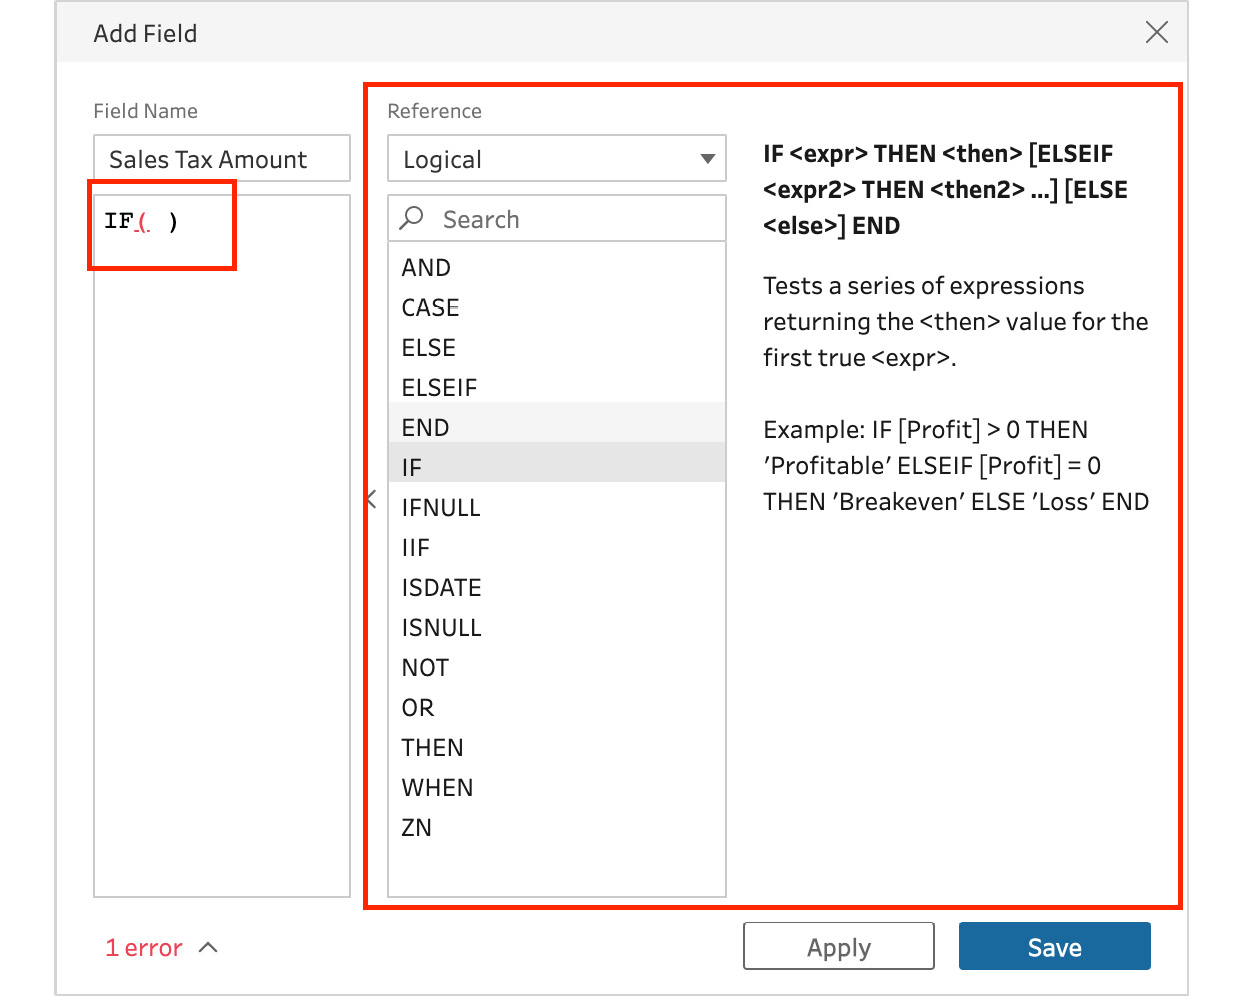 Add Field
Field Name
Sales Tax Amount
IF( )
Reference
Logical
Search
AND
CASE
ELSE
ELSEIF
END
IF
IFNULL
IIF
ISDATE
ISNULL
NOT
OR
THEN
WHEN
ZN
IF <expr> THEN <then> [ELSEIF
<expr2> THEN <then2> ...] [ELSE
<else>] END
Tests a series of expressions
returning the <then> value for the
first true <expr>.
Example: IF [Profit] > 0 THEN
'Profitable' ELSEIF [Profit] = 0
THEN 'Breakeven' ELSE 'Loss' END
1 error
Apply
Save